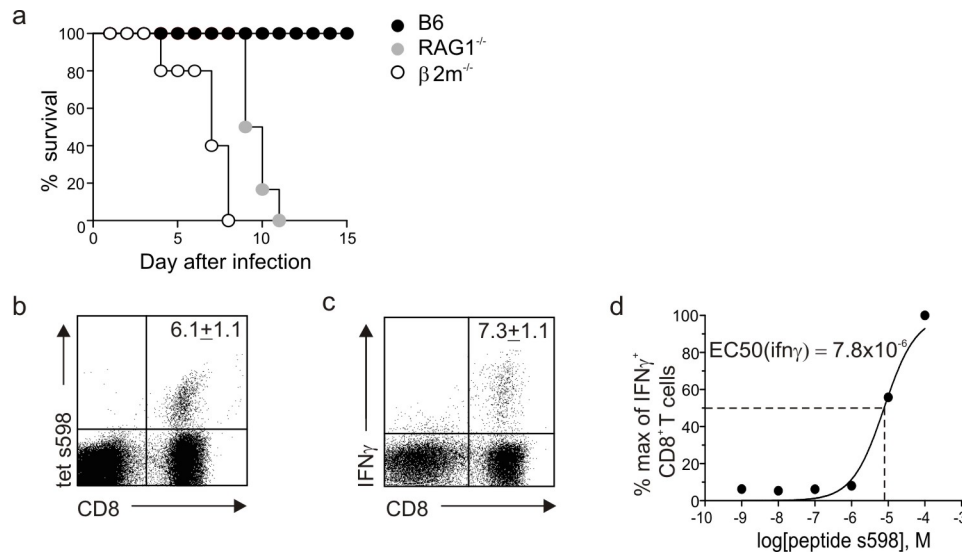 a
B6
RAG1-/-
β2m-/-
100
80
60
40
20
0
% survival
0 5 10 15
Day after infection
b
6.1±1.1
tet s598
CD8
c
7.3±1.1
IFNγ
CD8
d
EC50(ifnγ) = 7.8x10-6
100
80
60
40
20
0
% max of IFNγ+
CD8+T cells
-10 -9 -8 -7 -6 -5 -4 -3
log[peptide s598], M